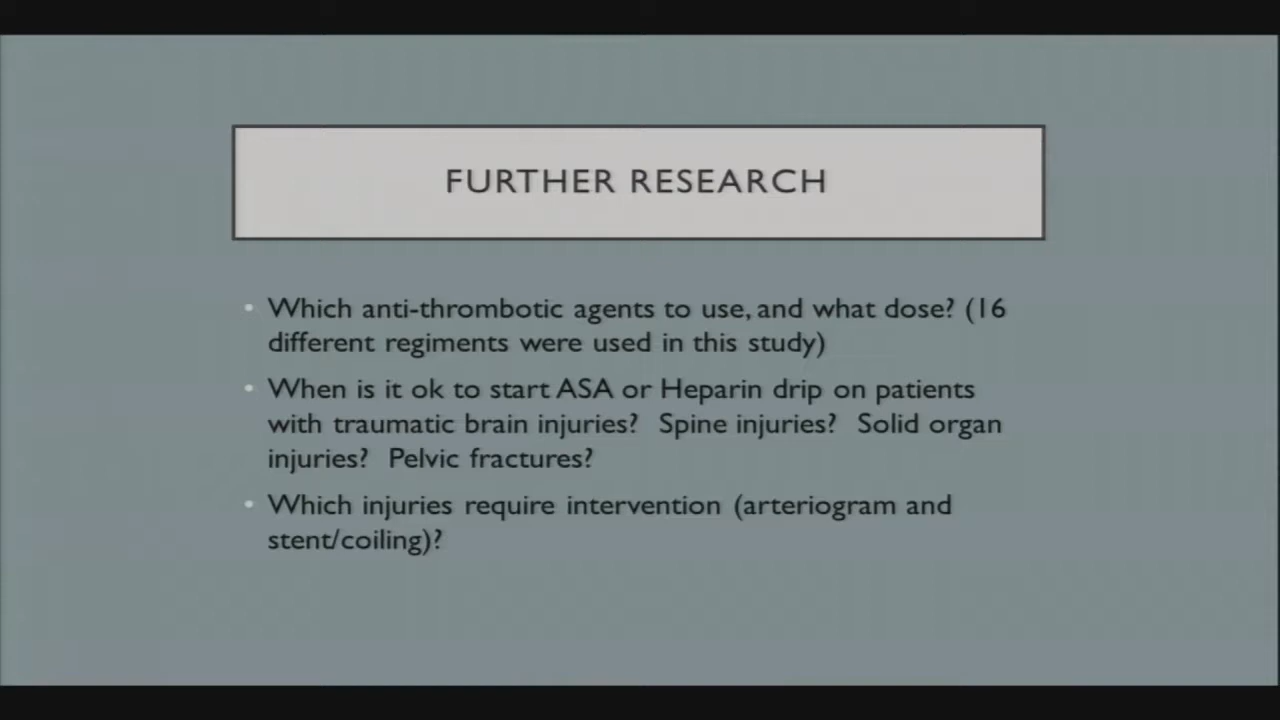 FURTHER RESEARCH
• Which anti-thrombotic agents to use, and what dose? (16
different regiments were used in this study)
• When is it ok to start ASA or Heparin drip on patients
with traumatic brain injuries? Spine injuries? Solid organ
injuries? Pelvic fractures?
• Which injuries require intervention (arteriogram and
stent/coiling)?